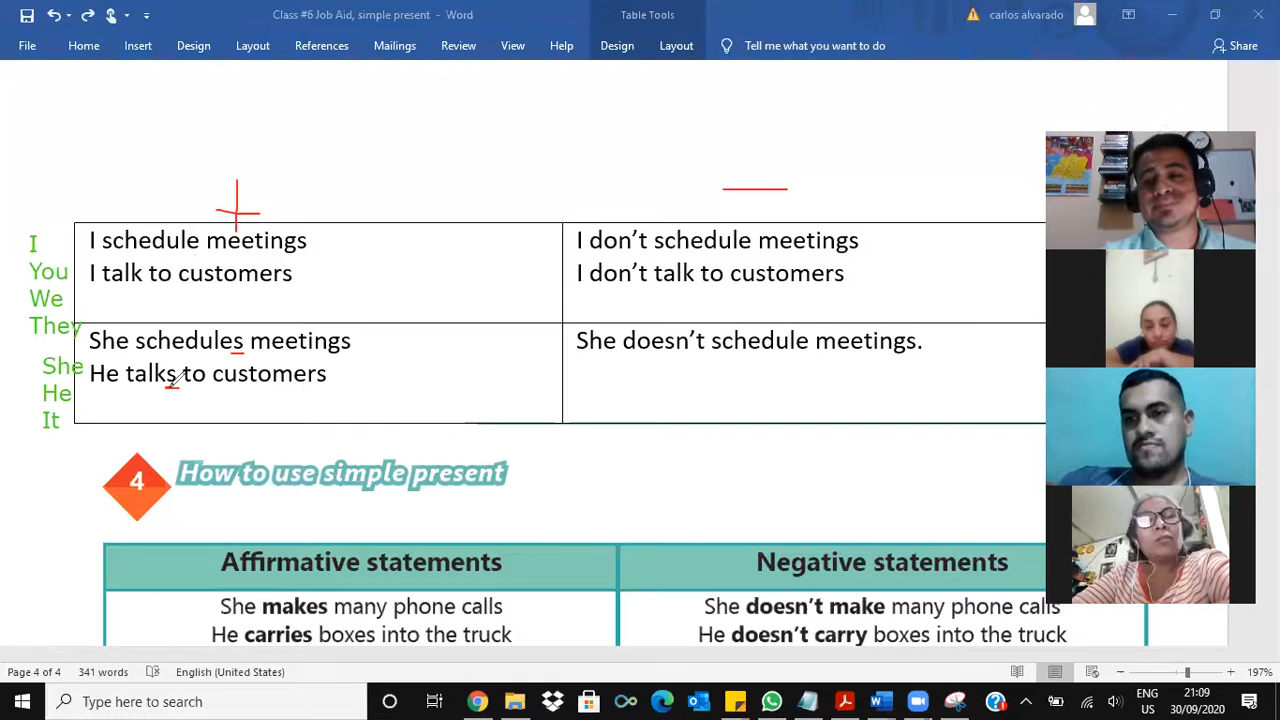 Class #6 Job Aid, simple present - Word
Table Tools
carlos alvarado
File Home Insert Design Layout References Mailings Review View Help Design Layout Tell me what you want to do Share
I
You
We
They
She
He
It
I schedule meetings
I talk to customers
I don't schedule meetings
I don't talk to customers
She schedules meetings
He talks to customers
She doesn't schedule meetings.
4 How to use simple present
Affirmative statements Negative statements
She makes many phone calls
He carries boxes into the truck
She doesn't make many phone calls
He doesn't carry boxes into the truck
Page 4 of 4 341 words English (United States) 197%
Type here to search
ENG
US
21:09
30/09/2020